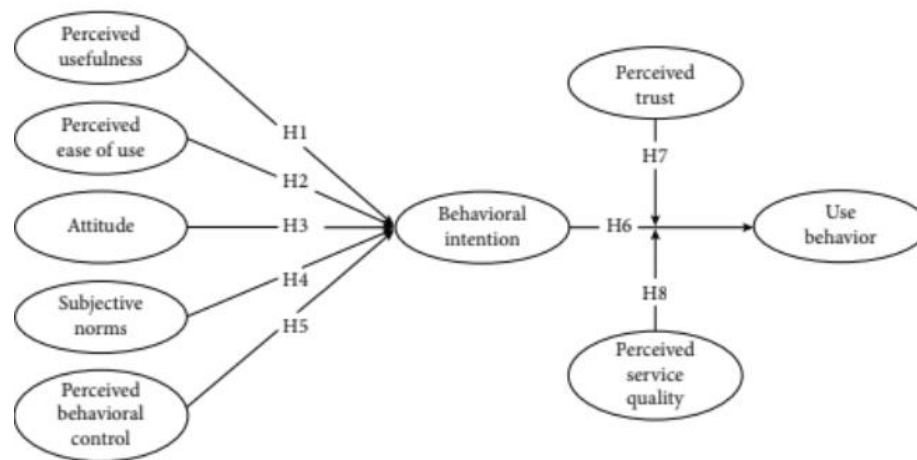 Perceived
usefulness
Perceived
ease of use
Attitude
Subjective
norms
Perceived
behavioral
control
H1
H2
H3
H4
H5
Behavioral
intention
H6
Perceived
trust
H7
H8
Perceived
service
quality
Use
behavior